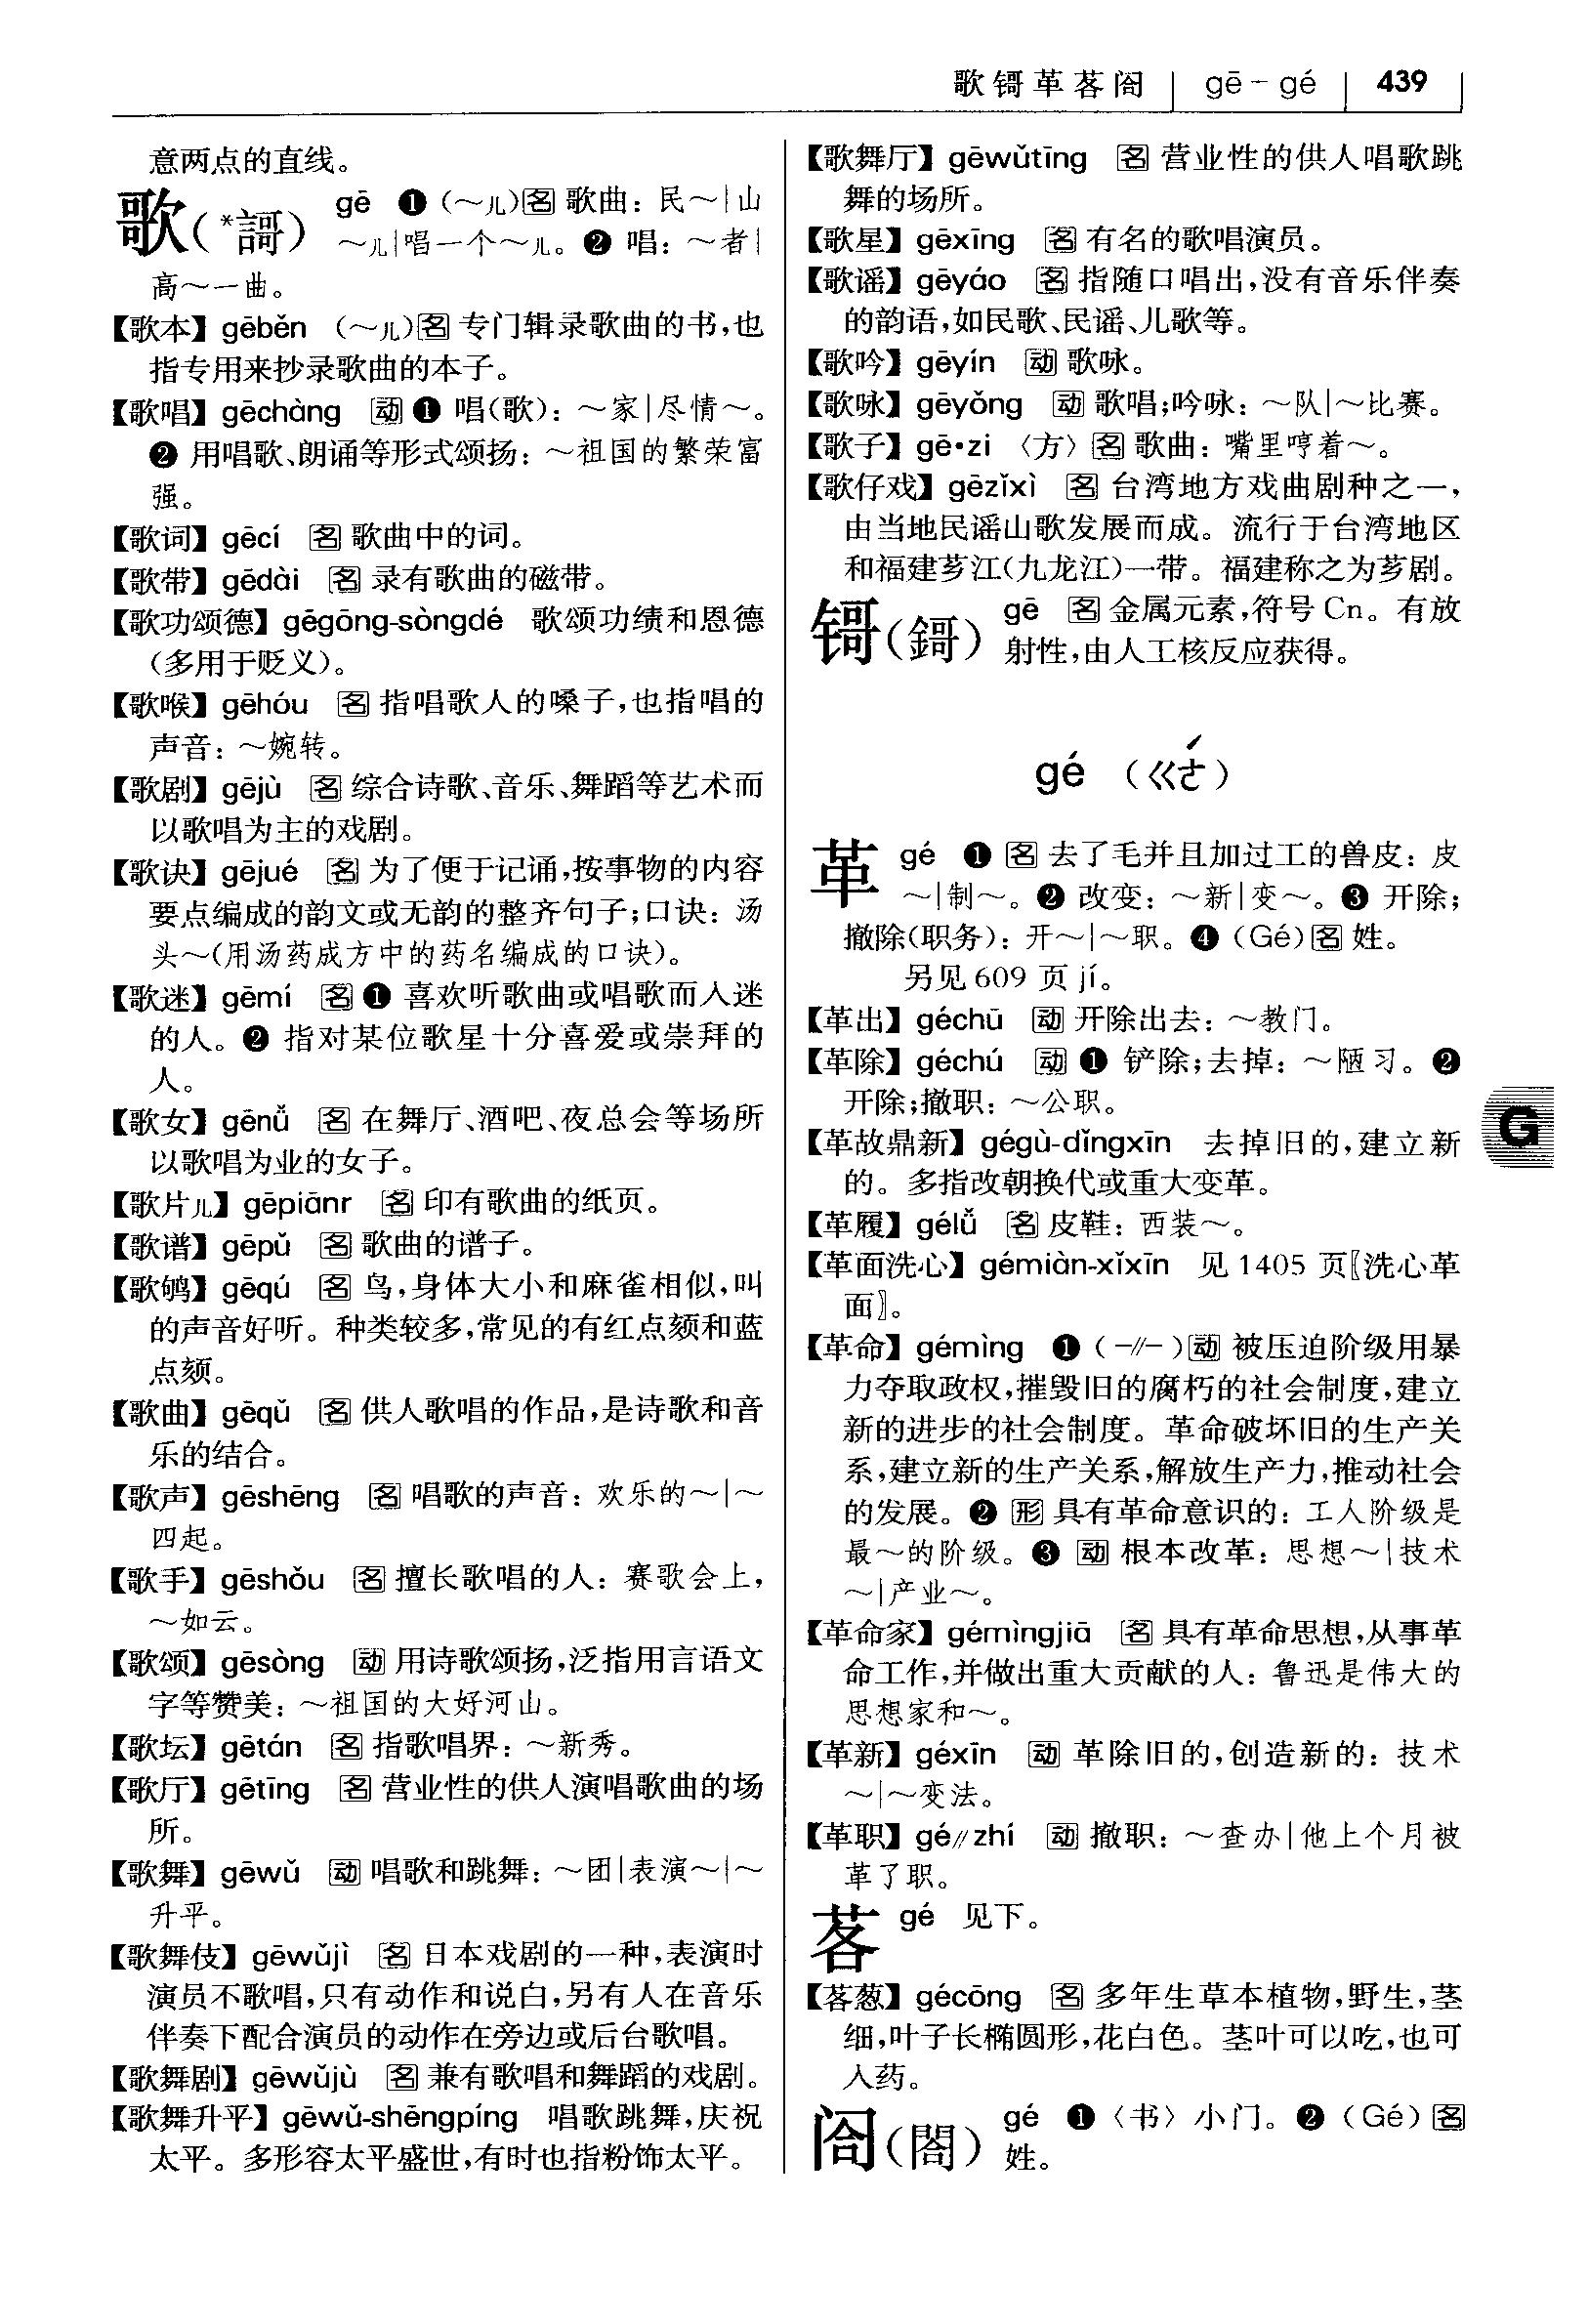 歌锝革茖阁 gē－gé 439
意两点的直线。
歌(*謌) gē ❶（～儿）[名]歌曲：民～|山
～儿|唱一个～儿。❷ 唱：～者|
高～一曲。
【歌本】gēběn （～儿）[名]专门辑录歌曲的书，也
指专用来抄录歌曲的本子。
【歌唱】gēchàng [动]❶ 唱（歌）：～家|尽情～。
❷ 用唱歌、朗诵等形式颂扬：～祖国的繁荣富
强。
【歌词】gēcí [名]歌曲中的词。
【歌带】gēdài [名]录有歌曲的磁带。
【歌功颂德】gēgōng-sòngdé 歌颂功绩和恩德
（多用于贬义）。
【歌喉】gēhóu [名]指唱歌人的嗓子，也指唱的
声音：～婉转。
【歌剧】gējù [名]综合诗歌、音乐、舞蹈等艺术而
以歌唱为主的戏剧。
【歌诀】gējué [名]为了便于记诵，按事物的内容
要点编成的韵文或无韵的整齐句子；口诀：汤
头～（用汤药成方中的药名编成的口诀）。
【歌迷】gēmí [名]❶ 喜欢听歌曲或唱歌而入迷
的人。❷ 指对某位歌星十分喜爱或崇拜的
人。
【歌女】gēnǚ [名]在舞厅、酒吧、夜总会等场所
以歌唱为业的女子。
【歌片儿】gēpiānr [名]印有歌曲的纸页。
【歌谱】gēpǔ [名]歌曲的谱子。
【歌鸲】gēqú [名]鸟，身体大小和麻雀相似，叫
的声音好听。种类较多，常见的有红点颏和蓝
点颏。
【歌曲】gēqǔ [名]供人歌唱的作品，是诗歌和音
乐的结合。
【歌声】gēshēng [名]唱歌的声音：欢乐的～|～
四起。
【歌手】gēshǒu [名]擅长歌唱的人：赛歌会上，
～如云。
【歌颂】gēsòng [动]用诗歌颂扬，泛指用言语文
字等赞美：～祖国的大好河山。
【歌坛】gētán [名]指歌唱界：～新秀。
【歌厅】gētīng [名]营业性的供人演唱歌曲的场
所。
【歌舞】gēwǔ [动]唱歌和跳舞：～团|表演～|～
升平。
【歌舞伎】gēwǔjì [名]日本戏剧的一种，表演时
演员不歌唱，只有动作和说白，另有人在音乐
伴奏下配合演员的动作在旁边或后台歌唱。
【歌舞剧】gēwǔjù [名]兼有歌唱和舞蹈的戏剧。
【歌舞升平】gēwǔ-shēngpíng 唱歌跳舞，庆祝
太平。多形容太平盛世，有时也指粉饰太平。
【歌舞厅】gēwǔtīng [名]营业性的供人唱歌跳
舞的场所。
【歌星】gēxīng [名]有名的歌唱演员。
【歌谣】gēyáo [名]指随口唱出，没有音乐伴奏
的韵语，如民歌、民谣、儿歌等。
【歌吟】gēyín [动]歌咏。
【歌咏】gēyǒng [动]歌唱；吟咏：～队|～比赛。
【歌子】gē•zi 〈方〉[名]歌曲：嘴里哼着～。
【歌仔戏】gēzǐxì [名]台湾地方戏曲剧种之一，
由当地民谣山歌发展而成。流行于台湾地区
和福建芗江（九龙江）一带。福建称之为芗剧。
鿔(鎶) gē [名]金属元素，符号Cn。有放
射性，由人工核反应获得。
gé （ㄍㄜˊ）
革 gé ❶ [名]去了毛并且加过工的兽皮：皮
～|制～。❷ 改变：～新|变～。❸ 开除；
撤除（职务）：开～|～职。❹（Gé）[名]姓。
另见609页jí。
【革出】géchū [动]开除出去：～教门。
【革除】géchú [动]❶ 铲除；去掉：～陋习。❷
开除；撤职：～公职。
【革故鼎新】gégù-dǐngxīn 去掉旧的，建立新
的。多指改朝换代或重大变革。
【革履】gélǚ [名]皮鞋：西装～。
【革面洗心】gémiàn-xǐxīn 见1405页〖洗心革
面〗。
【革命】gémìng ❶（-//-）[动]被压迫阶级用暴
力夺取政权，摧毁旧的腐朽的社会制度，建立
新的进步的社会制度。革命破坏旧的生产关
系，建立新的生产关系，解放生产力，推动社会
的发展。❷ [形]具有革命意识的：工人阶级是
最～的阶级。❸ [动]根本改革：思想～|技术
～|产业～。
【革命家】gémìngjiā [名]具有革命思想，从事革
命工作，并做出重大贡献的人：鲁迅是伟大的
思想家和～。
【革新】géxīn [动]革除旧的，创造新的：技术
～|～变法。
【革职】gé//zhí [动]撤职：～查办|他上个月被
革了职。
茖 gé 见下。
【茖葱】gécōng [名]多年生草本植物，野生，茎
细，叶子长椭圆形，花白色。茎叶可以吃，也可
入药。
阁(閤) gé ❶〈书〉小门。❷（Gé）[名]
姓。
G